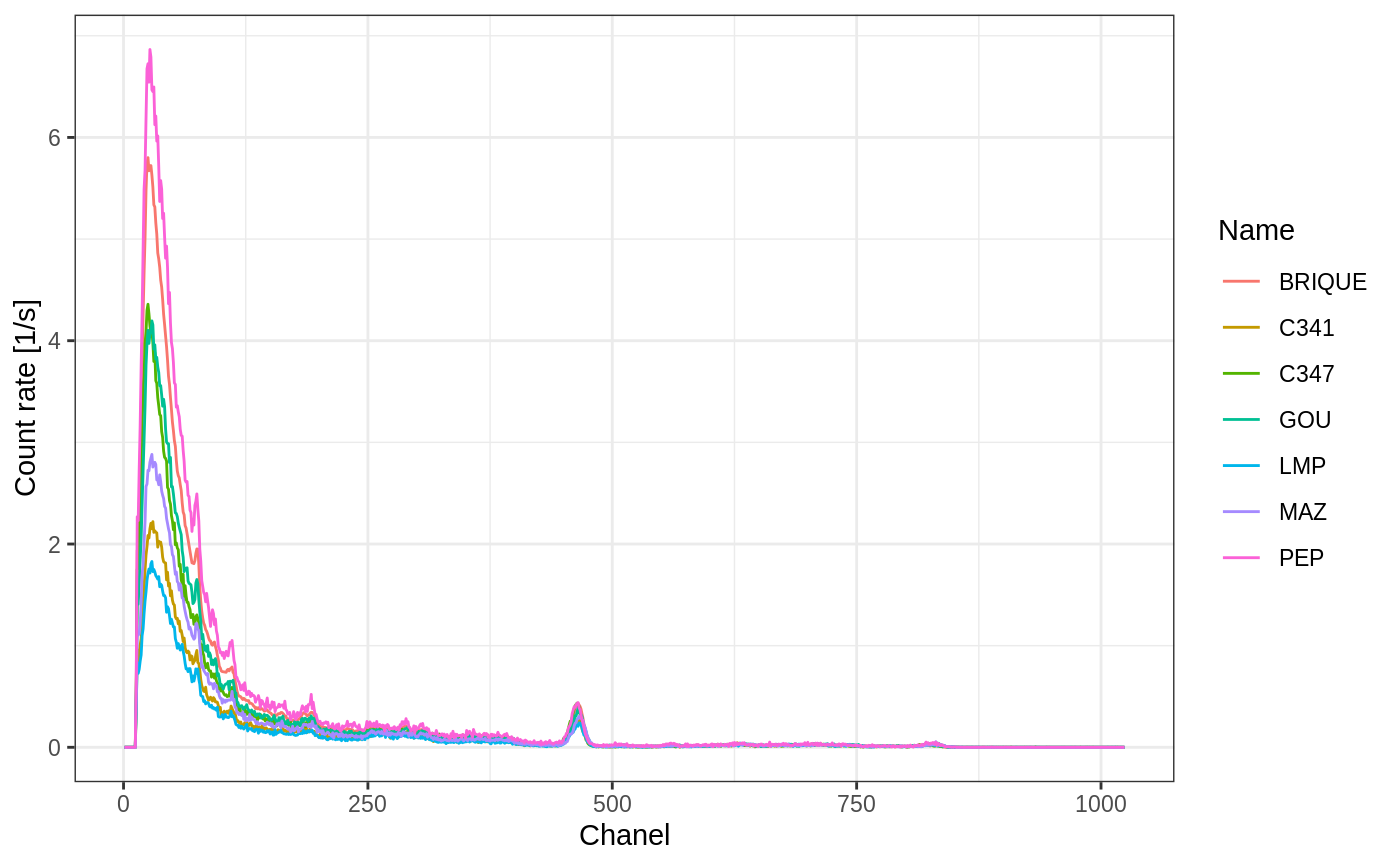 Count rate [1/s]
6
4
2
0
0
250
500
750
1000
Chanel
Name
BRIQUE
C341
C347
GOU
LMP
MAZ
PEP